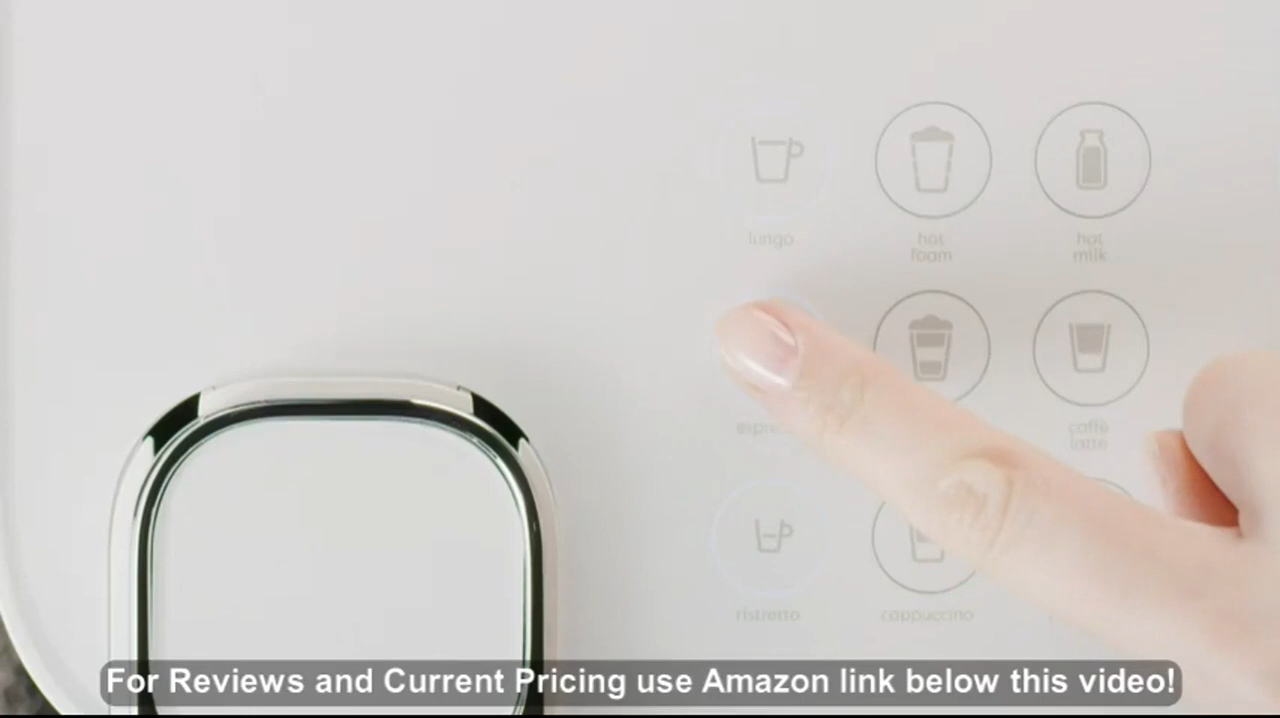 lungo
hot
foam
hot
milk
caffè
latte
ristretto
cappuccino
For Reviews and Current Pricing use Amazon link below this video!